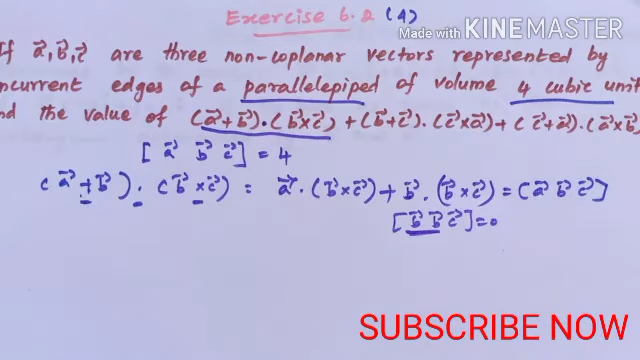 Exercise 6.2 (4)
Made with KINEMASTER
If a⃗, b⃗, c⃗ are three non-coplanar vectors represented by
concurrent edges of a parallelepiped of volume 4 cubic unit
nd the value of (a⃗+b⃗)·(b⃗×c⃗)+(b⃗+c⃗)·(c⃗×a⃗)+(c⃗+a⃗)·(a⃗×b⃗)
[a⃗ b⃗ c⃗] = 4
(a⃗+b⃗)·(b⃗×c⃗) = a⃗·(b⃗×c⃗)+b⃗·(b⃗×c⃗) = [a⃗ b⃗ c⃗]
[b⃗ b⃗ c⃗]=0
SUBSCRIBE NOW